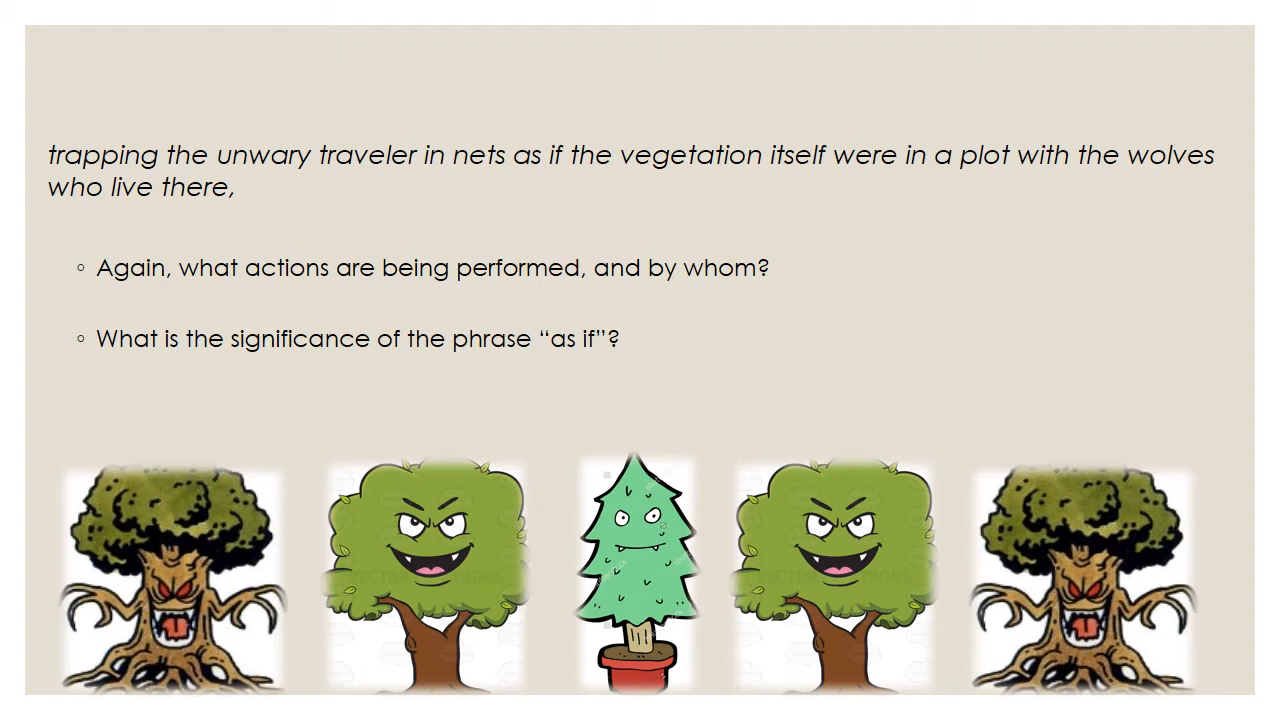 trapping the unwary traveler in nets as if the vegetation itself were in a plot with the wolves
who live there,
◦ Again, what actions are being performed, and by whom?
◦ What is the significance of the phrase “as if”?